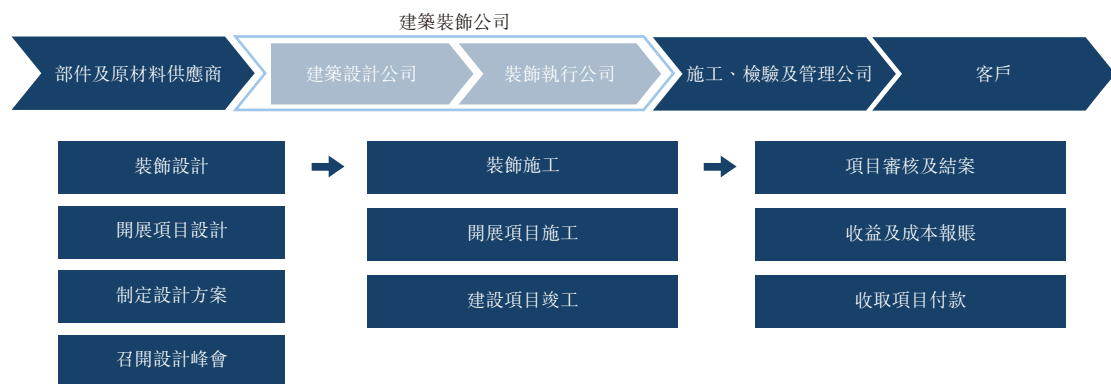 建築裝飾公司
部件及原材料供應商
建築設計公司
裝飾執行公司
施工、檢驗及管理公司
客戶
裝飾設計
開展項目設計
制定設計方案
召開設計峰會
裝飾施工
開展項目施工
建設項目竣工
項目審核及結案
收益及成本報賬
收取項目付款